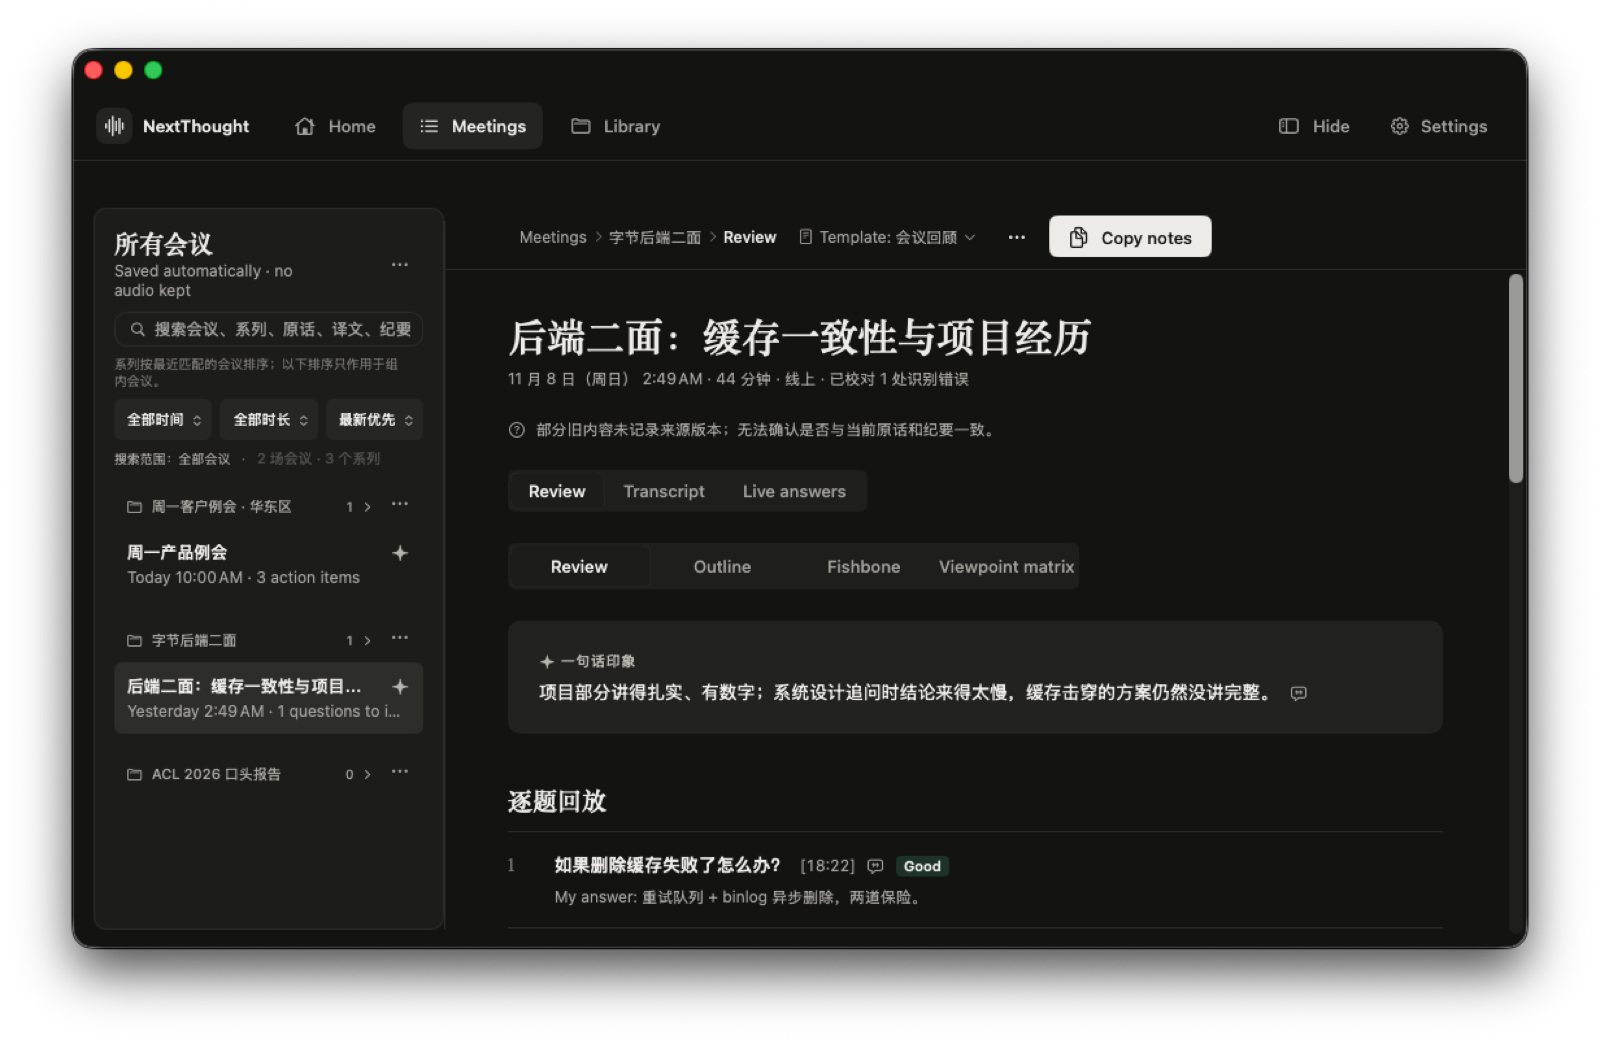 NextThought
Home
Meetings
Library
Hide
Settings
所有会议
Saved automatically · no
audio kept
搜索会议、系列、原话、译文、纪要
系列按最近匹配的会议排序；以下排序只作用于组
内会议。
全部时间
全部时长
最新优先
搜索范围：全部会议 · 2 场会议 · 3 个系列
周一客户例会 · 华东区 1
周一产品例会
Today 10:00 AM · 3 action items
字节后端二面 1
后端二面：缓存一致性与项目...
Yesterday 2:49 AM · 1 questions to i...
ACL 2026 口头报告 0
Meetings > 字节后端二面 > Review
Template: 会议回顾
Copy notes
后端二面：缓存一致性与项目经历
11 月 8 日（周日） 2:49 AM · 44 分钟 · 线上 · 已校对 1 处识别错误
部分旧内容未记录来源版本；无法确认是否与当前原话和纪要一致。
Review
Transcript
Live answers
Review
Outline
Fishbone
Viewpoint matrix
一句话印象
项目部分讲得扎实、有数字；系统设计追问时结论来得太慢，缓存击穿的方案仍然没讲完整。
逐题回放
1 如果删除缓存失败了怎么办？ [18:22] Good
My answer: 重试队列 + binlog 异步删除，两道保险。